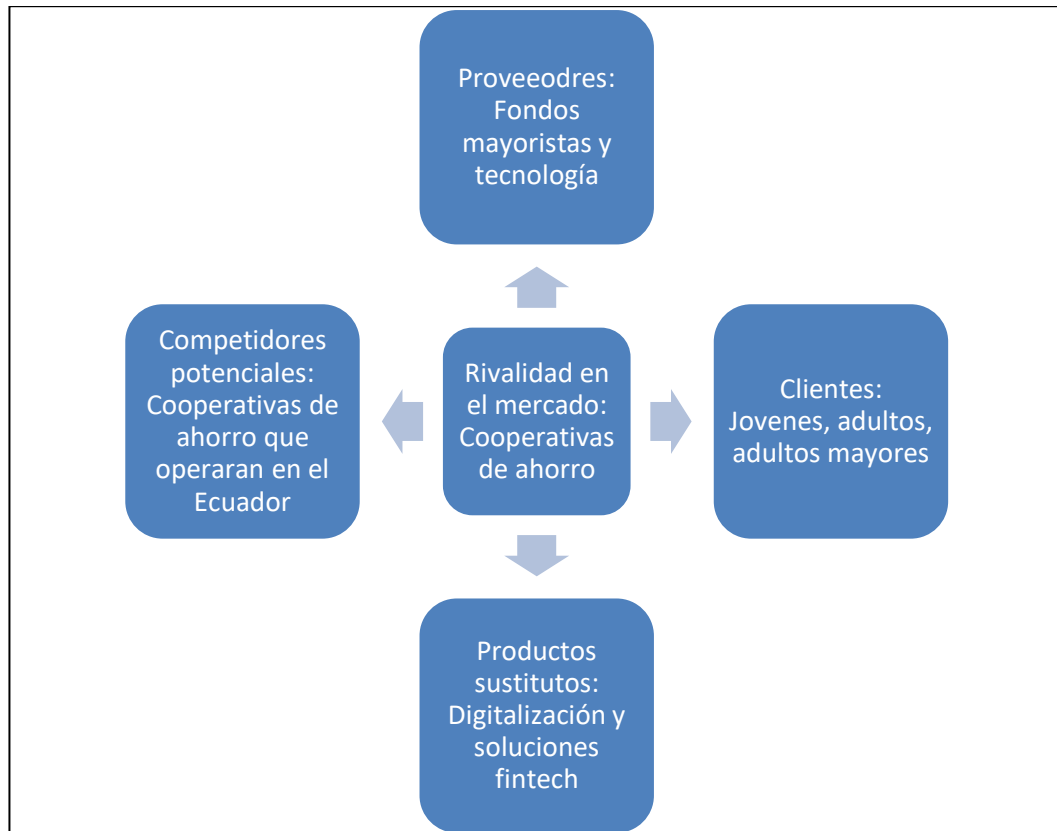 Proveeodres:
Fondos
mayoristas y
tecnología
Competidores
potenciales:
Cooperativas de
ahorro que
operaran en el
Ecuador
Rivalidad en
el mercado:
Cooperativas
de ahorro
Clientes:
Jovenes, adultos,
adultos mayores
Productos
sustitutos:
Digitalización y
soluciones
fintech